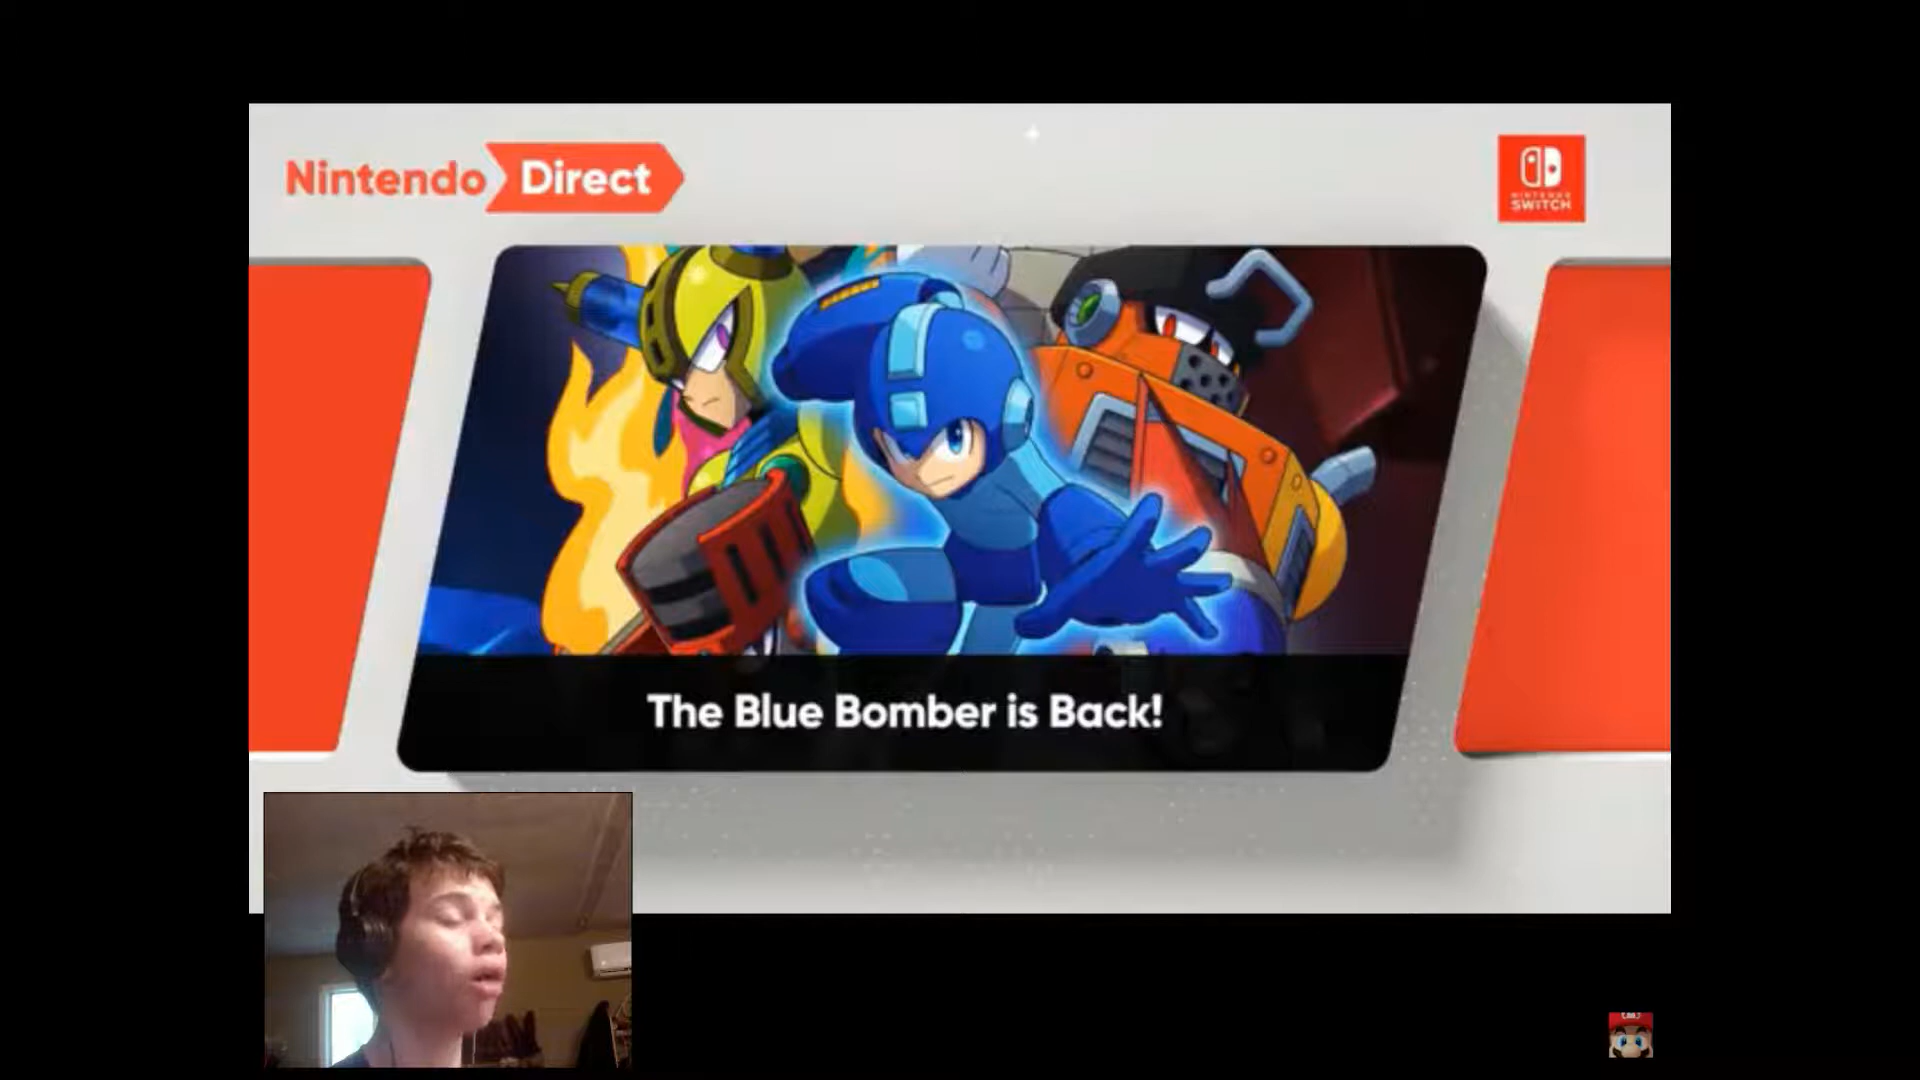 Nintendo Direct
NINTENDO
SWITCH
The Blue Bomber is Back!
M